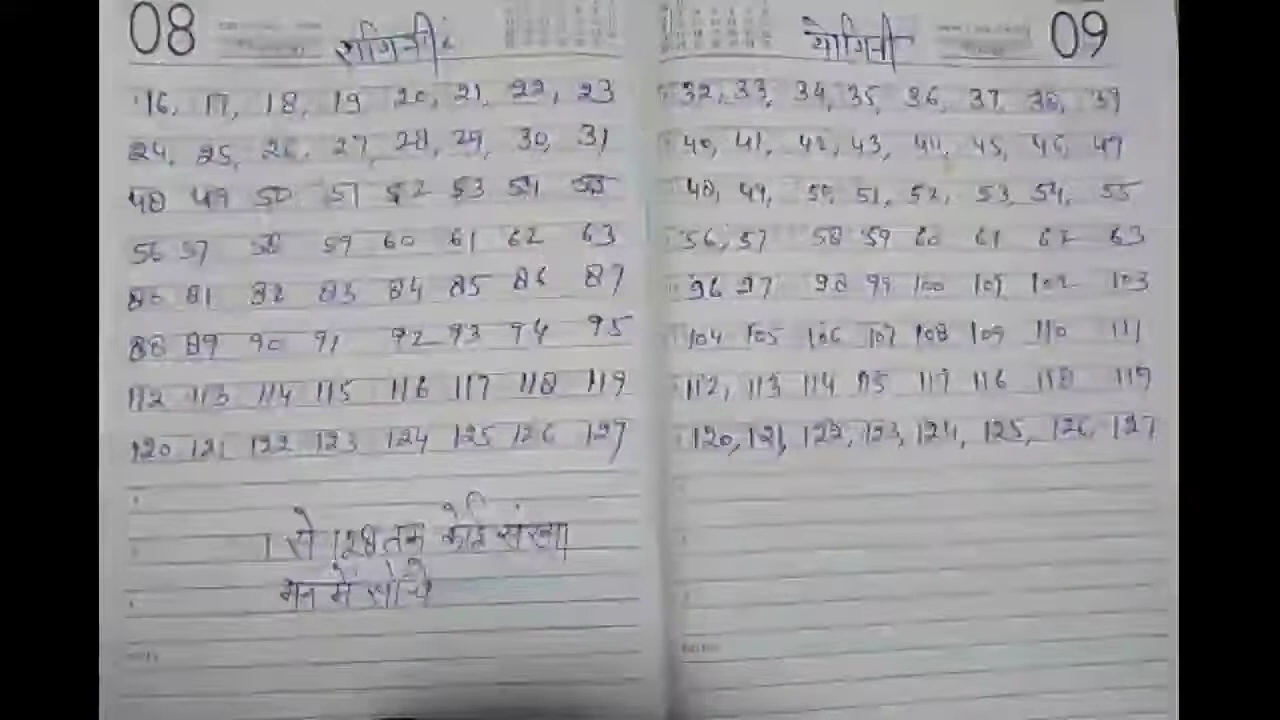 08
रागिनी
16, 17, 18, 19 20, 21, 22, 23
24, 25, 26, 27, 28, 29, 30, 31
48 49 50 51 52 53 54 55
56 57 58 59 60 61 62 63
80 81 82 83 84 85 86 87
88 89 90 91 92 93 94 95
112 113 114 115 116 117 118 119
120 121 122 123 124 125 126 127
1 से 128 तक कोई संख्या
मन में सोचे
योगिनी
09
32, 33, 34, 35, 36, 37, 38, 39
40, 41, 42, 43, 44, 45, 46, 47
48, 49, 50, 51, 52, 53, 54, 55
56, 57 58 59 60 61 62 63
96 97 98 99 100 101 102 103
104 105 106 107 108 109 110 111
112, 113 114 115 117 116 118 119
120, 121, 122, 123, 124, 125, 126, 127